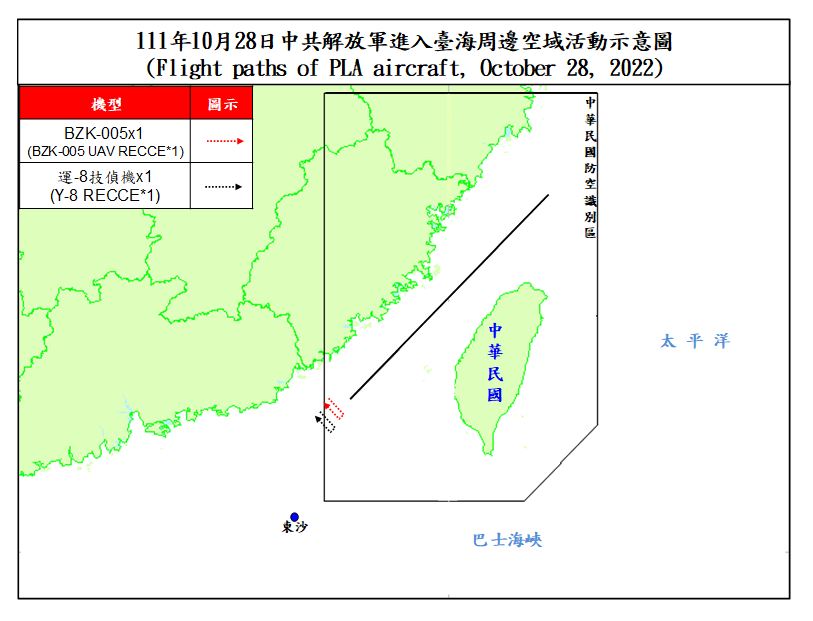 111年10月28日中共解放軍進入臺海周邊空域活動示意圖
(Flight paths of PLA aircraft, October 28, 2022)
機型 圖示
BZK-005x1
(BZK-005 UAV RECCE*1)
運-8技偵機x1
(Y-8 RECCE*1)
中華民國防空識別區
中華民國
太平洋
東沙
巴士海峽